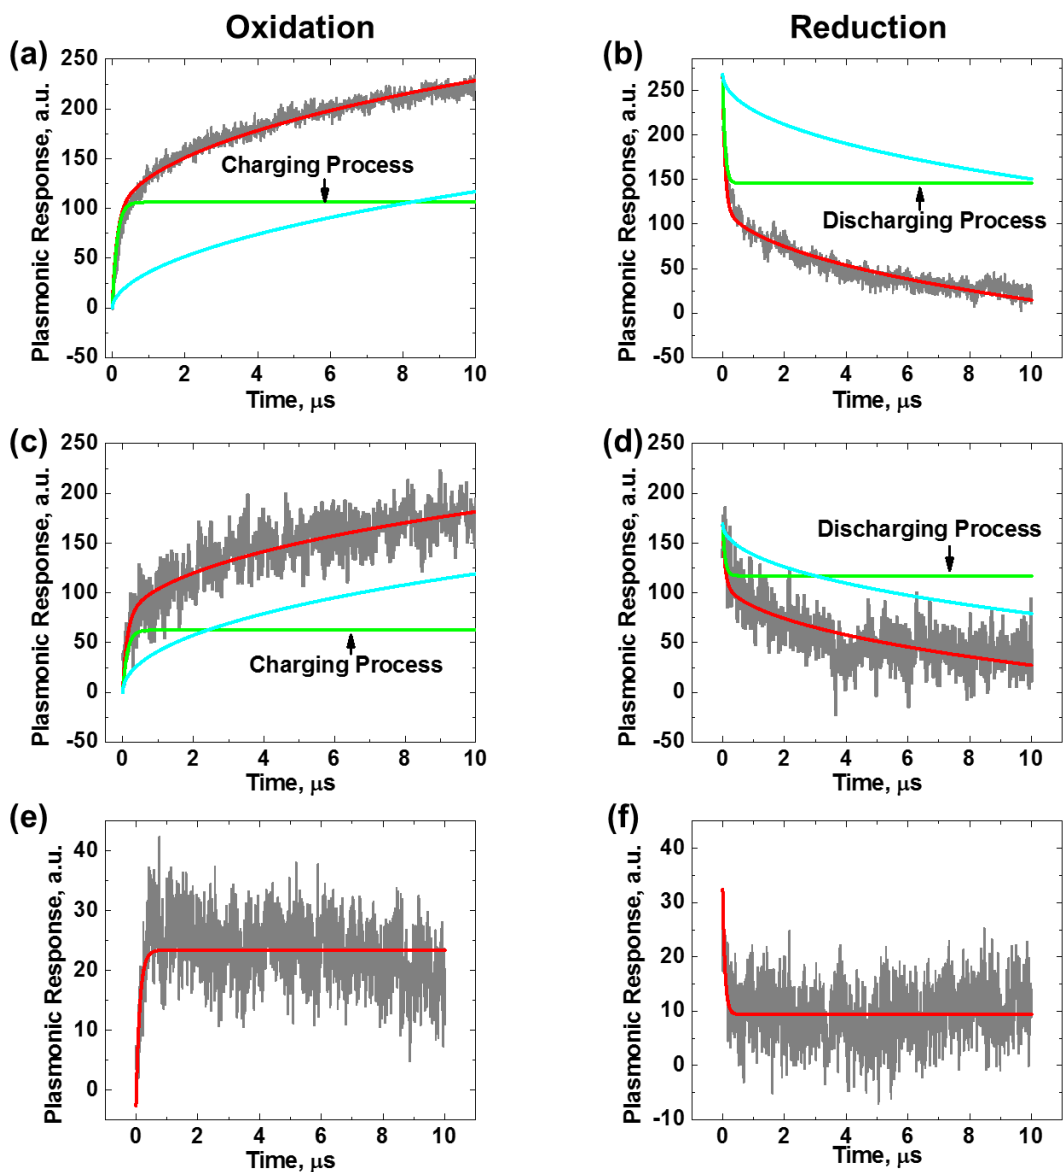 Oxidation
Reduction
(a)
250
200
150
100
50
0
-50
Plasmonic Response, a.u.
Charging Process
0 2 4 6 8 10
Time, μs
(b)
250
200
150
100
50
0
-50
Plasmonic Response, a.u.
Discharging Process
0 2 4 6 8 10
Time, μs
(c)
250
200
150
100
50
0
-50
Plasmonic Response, a.u.
Charging Process
0 2 4 6 8 10
Time, μs
(d)
250
200
150
100
50
0
-50
Plasmonic Response, a.u.
Discharging Process
0 2 4 6 8 10
Time, μs
(e)
40
30
20
10
0
Plasmonic Response, a.u.
0 2 4 6 8 10
Time, μs
(f)
40
30
20
10
0
-10
Plasmonic Response, a.u.
0 2 4 6 8 10
Time, μs